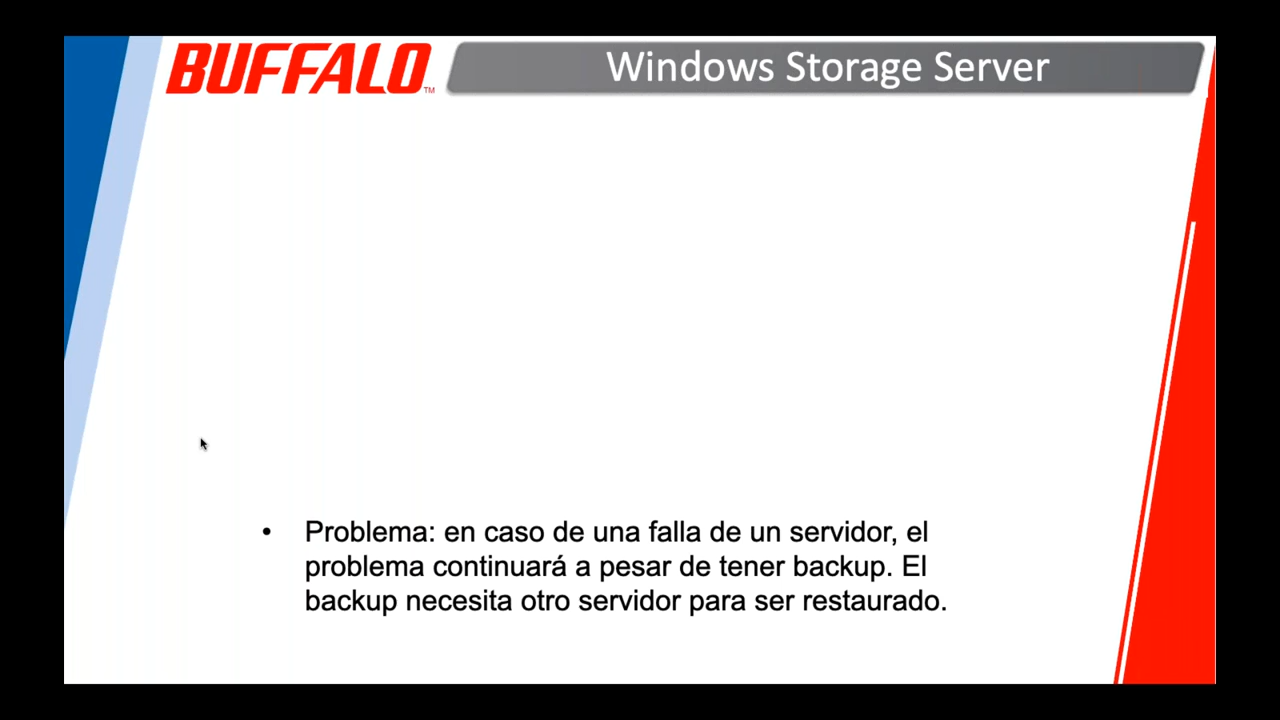 BUFFALO™
Windows Storage Server
• Problema: en caso de una falla de un servidor, el
problema continuará a pesar de tener backup. El
backup necesita otro servidor para ser restaurado.